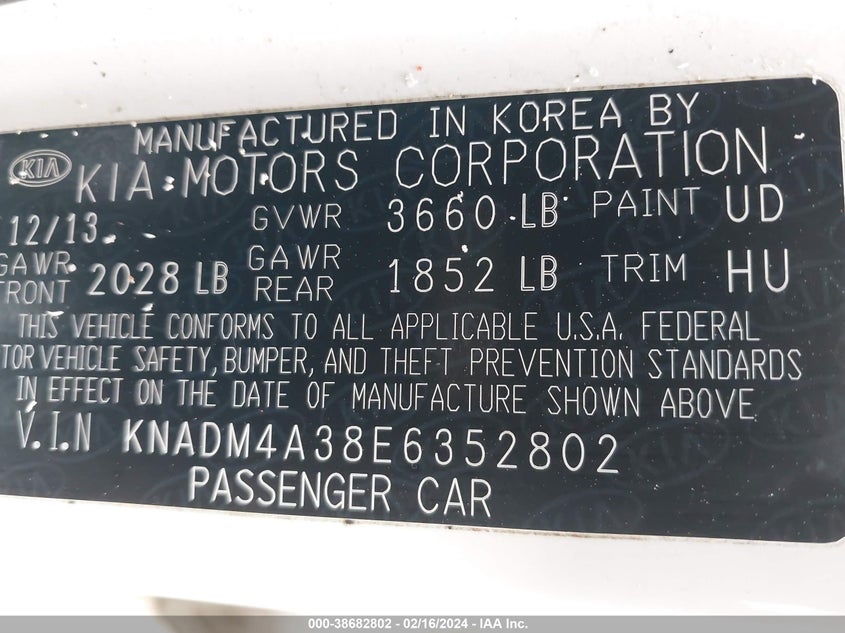 MANUFACTURED IN KOREA BY
KIA KIA MOTORS CORPORATION
12/13 GVWR 3660 LB PAINT UD
GAWR FRONT 2028 LB GAWR REAR 1852 LB TRIM HU
THIS VEHICLE CONFORMS TO ALL APPLICABLE U.S.A. FEDERAL
TOR VEHICLE SAFETY, BUMPER, AND THEFT PREVENTION STANDARDS
IN EFFECT ON THE DATE OF MANUFACTURE SHOWN ABOVE
V.I.N KNADM4A38E6352802
PASSENGER CAR
000-38682802 - 02/16/2024 - IAA Inc.